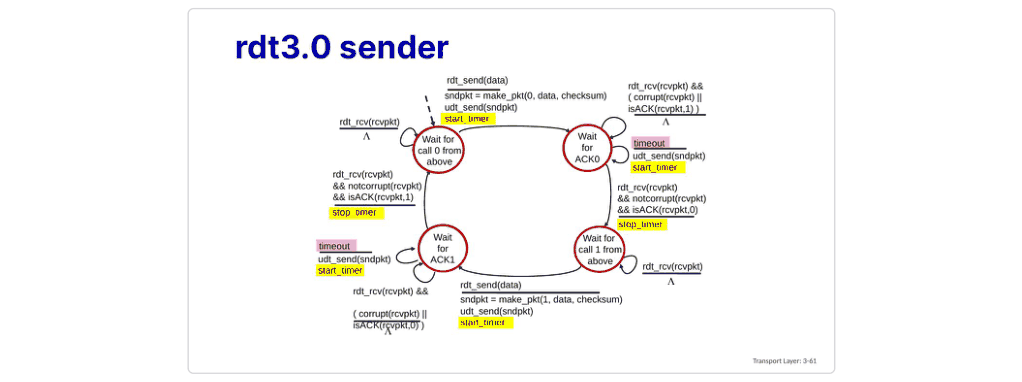 rdt3.0 sender
rdt_send(data)
sndpkt = make_pkt(0, data, checksum)
udt_send(sndpkt)
start_timer
rdt_rcv(rcvpkt) &&
( corrupt(rcvpkt) ||
isACK(rcvpkt,1) )
Λ
rdt_rcv(rcvpkt)
Λ
Wait for
call 0 from
above
Wait
for
ACK0
timeout
udt_send(sndpkt)
start_timer
rdt_rcv(rcvpkt)
&& notcorrupt(rcvpkt)
&& isACK(rcvpkt,1)
stop_timer
rdt_rcv(rcvpkt)
&& notcorrupt(rcvpkt)
&& isACK(rcvpkt,0)
stop_timer
timeout
udt_send(sndpkt)
start_timer
Wait
for
ACK1
Wait for
call 1 from
above
rdt_rcv(rcvpkt)
Λ
rdt_rcv(rcvpkt) &&
( corrupt(rcvpkt) ||
isACK(rcvpkt,0) )
Λ
rdt_send(data)
sndpkt = make_pkt(1, data, checksum)
udt_send(sndpkt)
start_timer
Transport Layer: 3-61